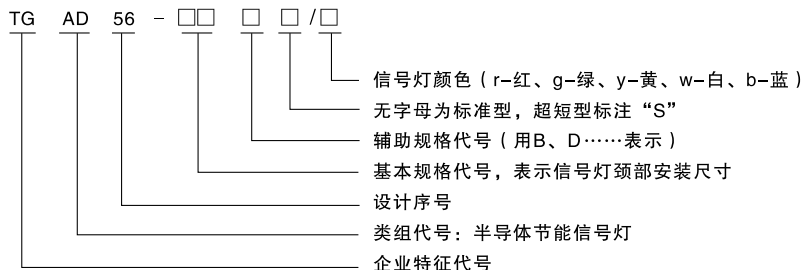 TG AD 56 - □□ □ □ / □
信号灯颜色（r-红、g-绿、y-黄、w-白、b-蓝）
无字母为标准型，超短型标注“S”
辅助规格代号（用B、D……表示）
基本规格代号，表示信号灯颈部安装尺寸
设计序号
类组代号：半导体节能信号灯
企业特征代号